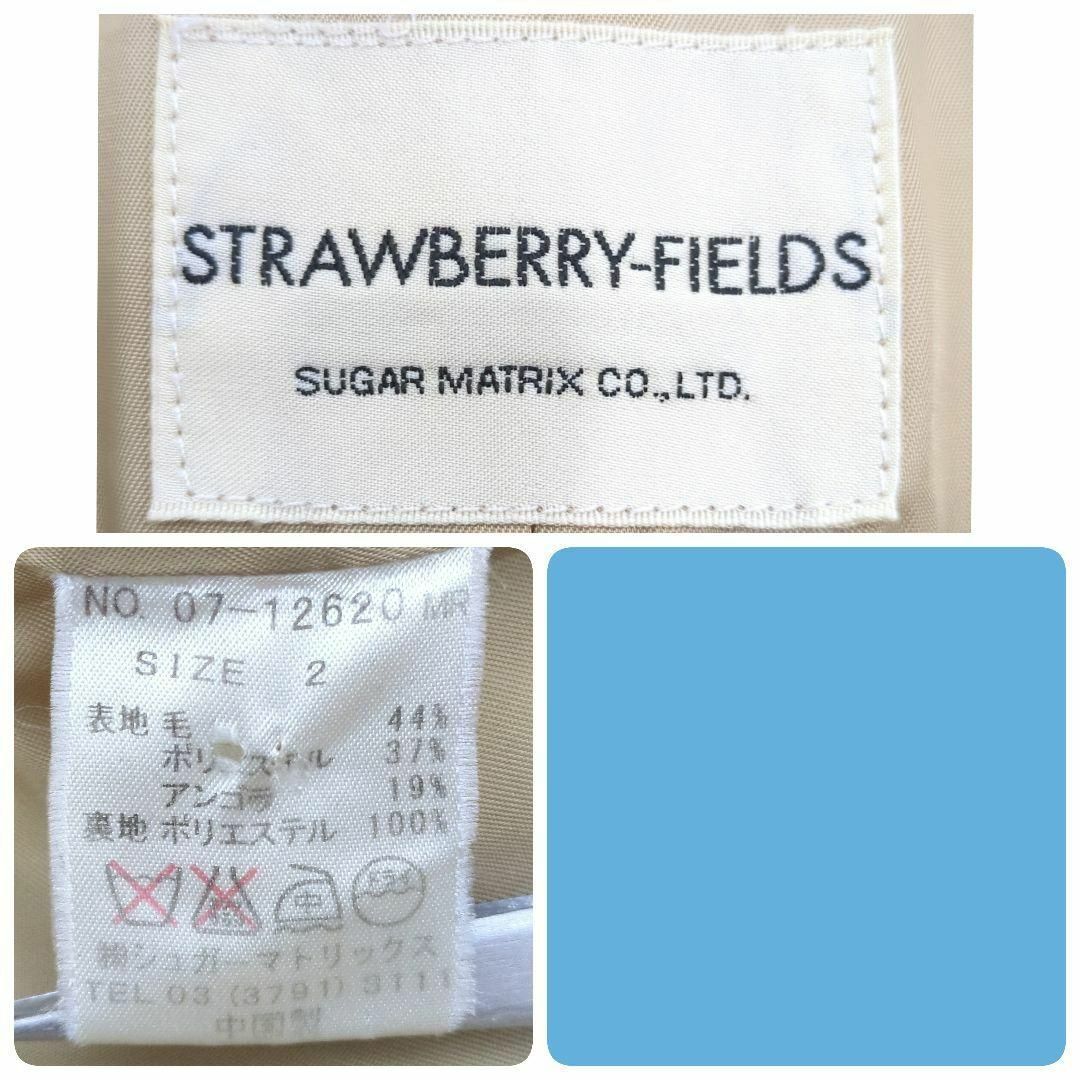 STRAWBERRY-FIELDS
SUGAR MATRIX CO.,LTD.
NO. 07-12620 MR
SIZE 2
表地 毛 44%
ポリエステル 37%
アンゴラ 19%
裏地 ポリエステル 100%
中
㈱シュガーマトリックス
TEL 03 (3791) 3111
中国製